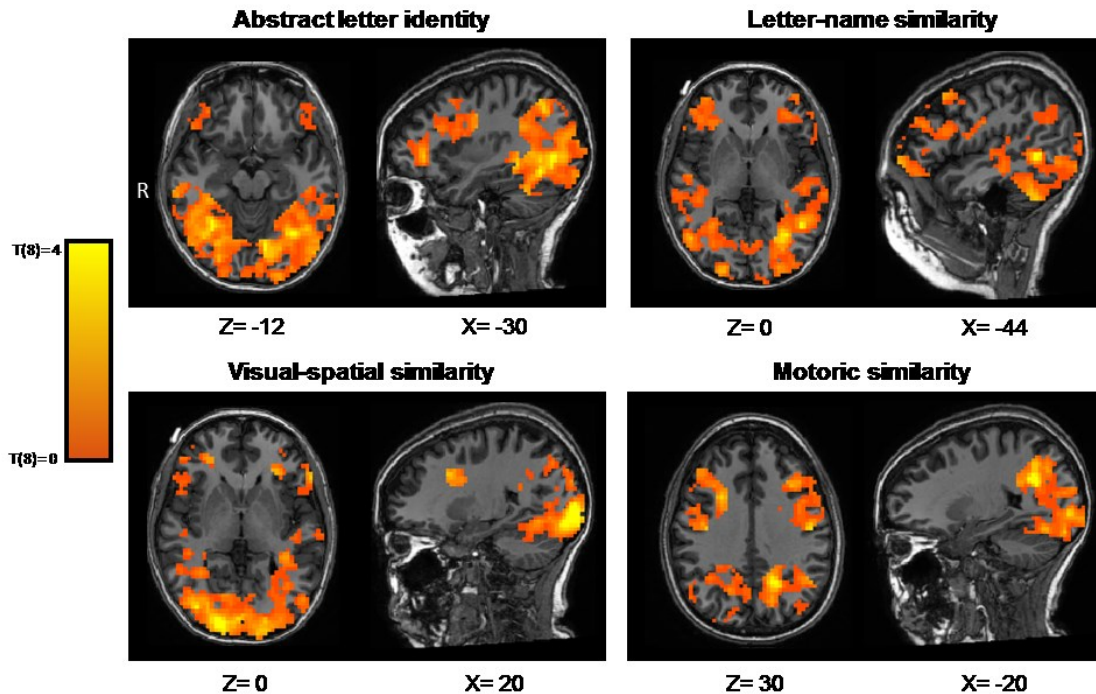 Abstract letter identity
Letter-name similarity
R
T(8)=4
T(8)=0
Z= -12
X= -30
Z= 0
X= -44
Visual-spatial similarity
Motoric similarity
Z= 0
X= 20
Z= 30
X= -20